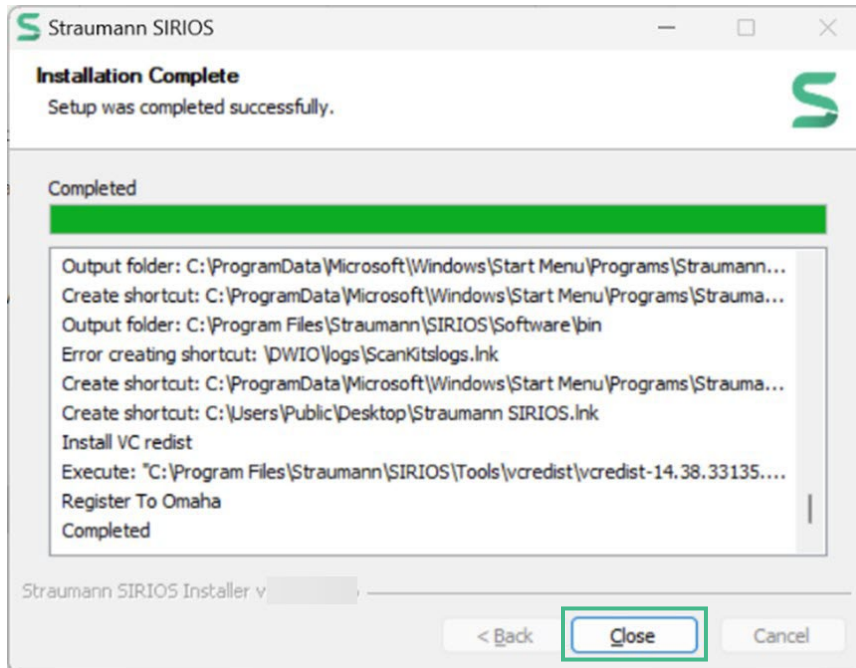 Straumann SIRIOS
Installation Complete
Setup was completed successfully.
Completed
Output folder: C:\ProgramData\Microsoft\Windows\Start Menu\Programs\Straumann...
Create shortcut: C:\ProgramData\Microsoft\Windows\Start Menu\Programs\Strauma...
Output folder: C:\Program Files\Straumann\SIRIOS\Software\bin
Error creating shortcut: \DWIO\logs\ScanKitslogs.lnk
Create shortcut: C:\ProgramData\Microsoft\Windows\Start Menu\Programs\Strauma...
Create shortcut: C:\Users\Public\Desktop\Straumann SIRIOS.lnk
Install VC redist
Execute: "C:\Program Files\Straumann\SIRIOS\Tools\vcredist\vcredist-14.38.33135....
Register To Omaha
Completed
Straumann SIRIOS Installer v
< Back Close Cancel